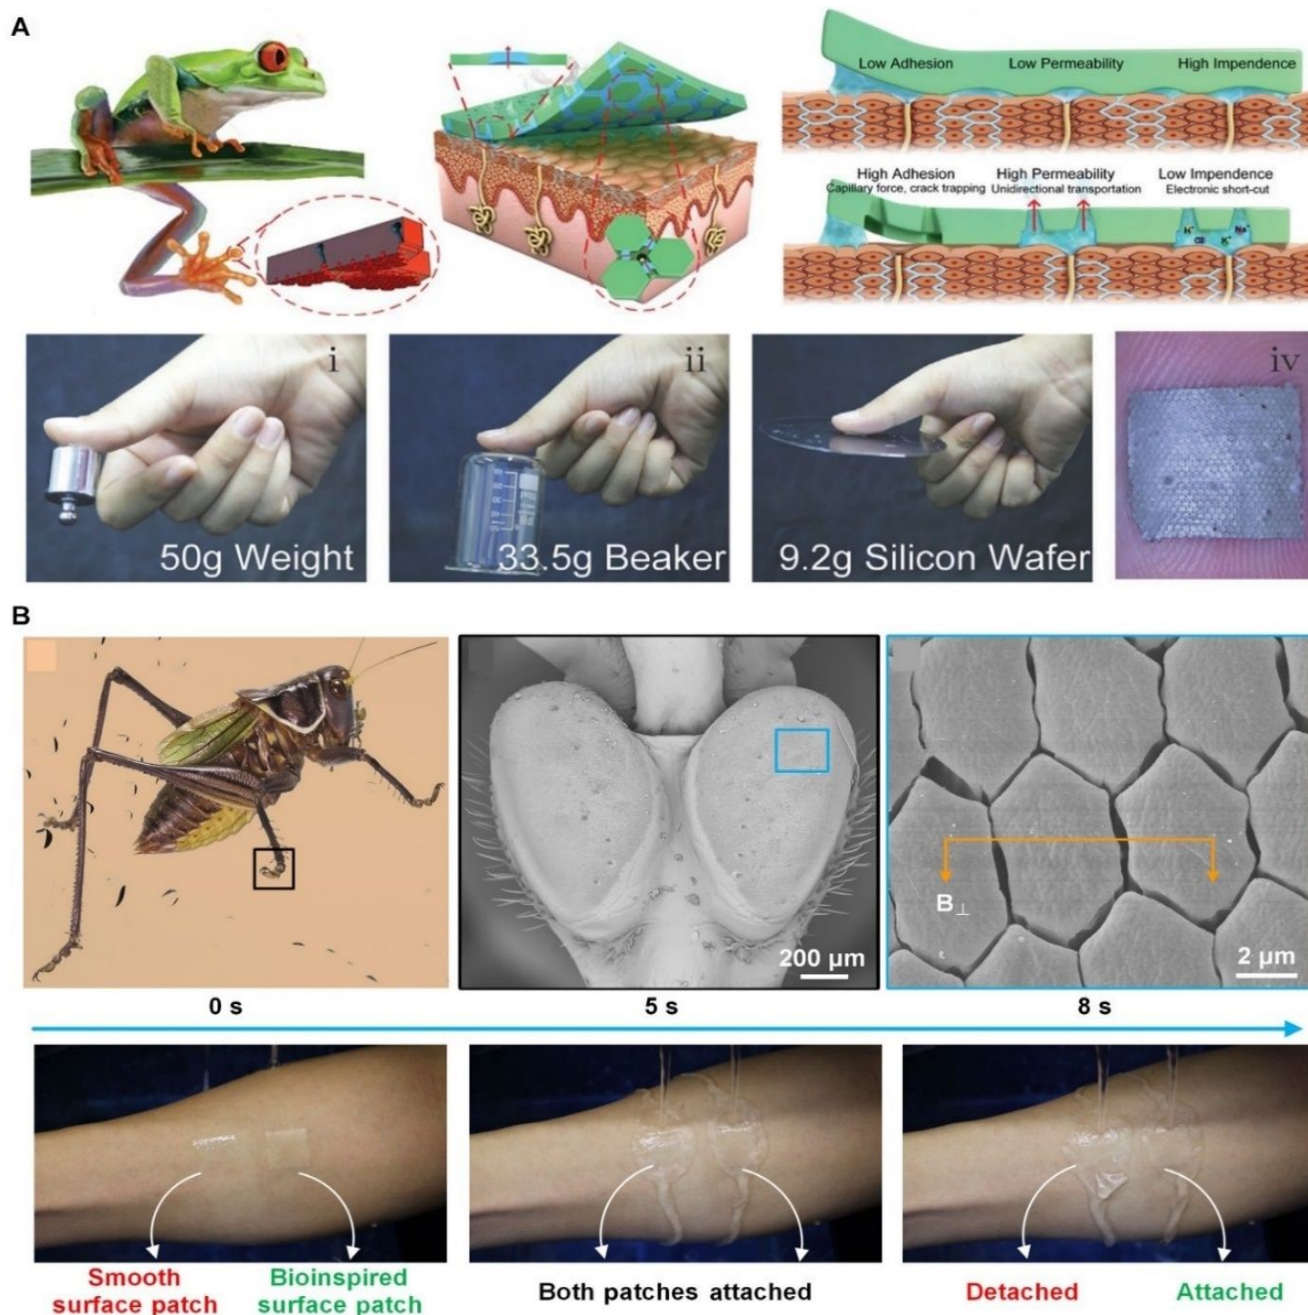 A
Low Adhesion
Low Permeability
High Impendence
High Adhesion
Capillary force, crack trapping
High Permeability
Unidirectional transportation
Low Impendence
Electronic short-cut
H⁺
Na⁺
K⁺
i
50g Weight
ii
33.5g Beaker
9.2g Silicon Wafer
iv
B
200 µm
B⊥
2 µm
0 s
5 s
8 s
Smooth
surface patch
Bioinspired
surface patch
Both patches attached
Detached
Attached